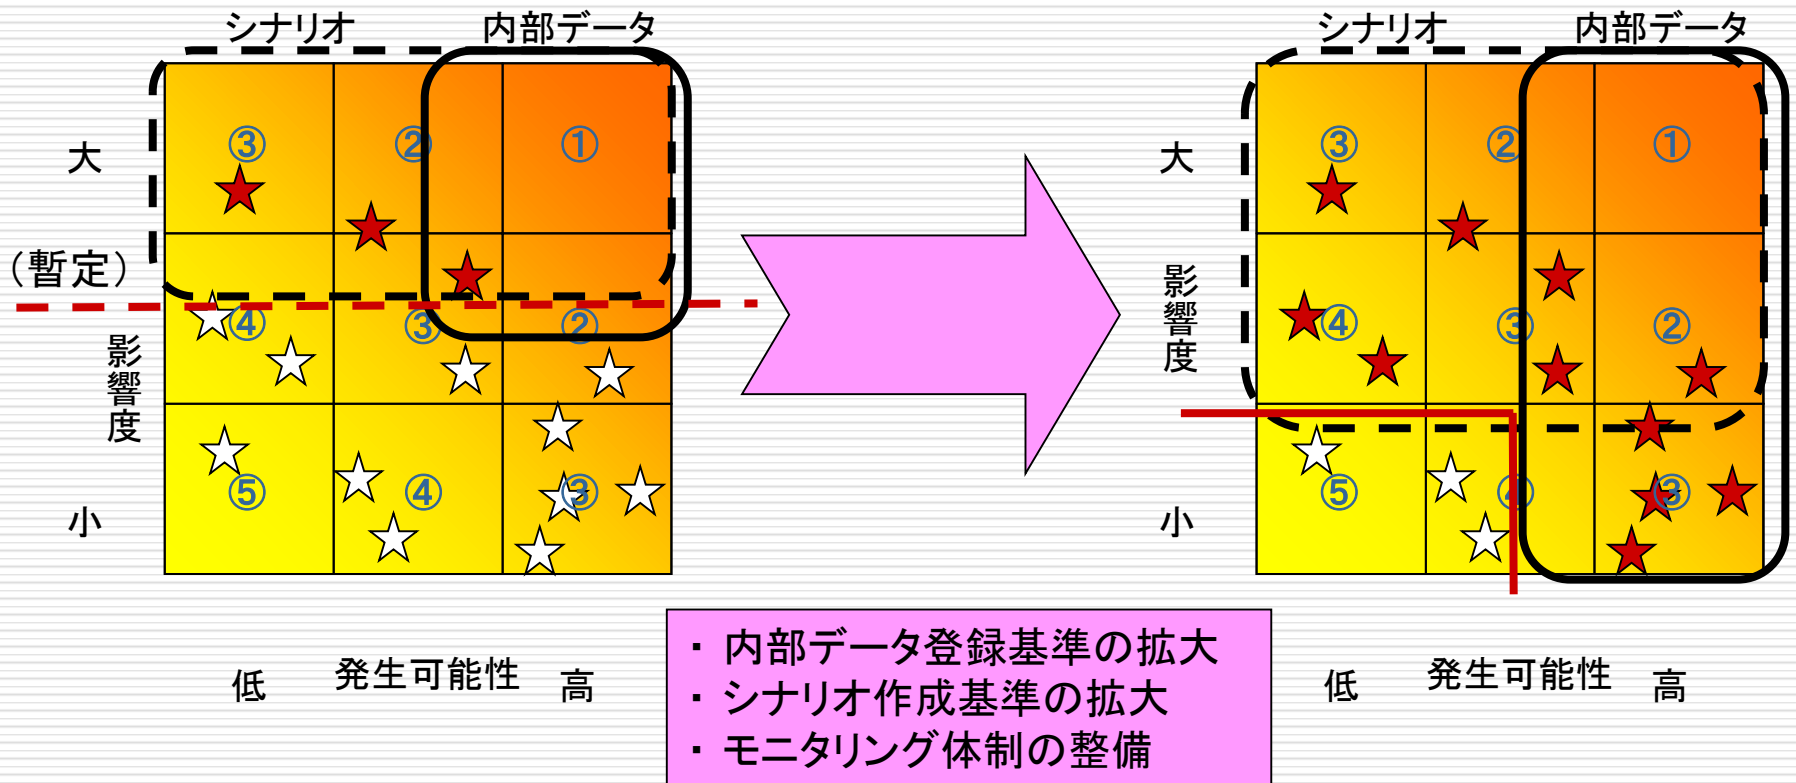 シナリオ 内部データ
③ ② ①
大
（暫定）
④ ③ ②
影響度
⑤ ④ ③
小
低 発生可能性 高
シナリオ 内部データ
③ ② ①
大
影響度
④ ③ ②
⑤ ④ ③
小
低 発生可能性 高
・ 内部データ登録基準の拡大
・ シナリオ作成基準の拡大
・ モニタリング体制の整備